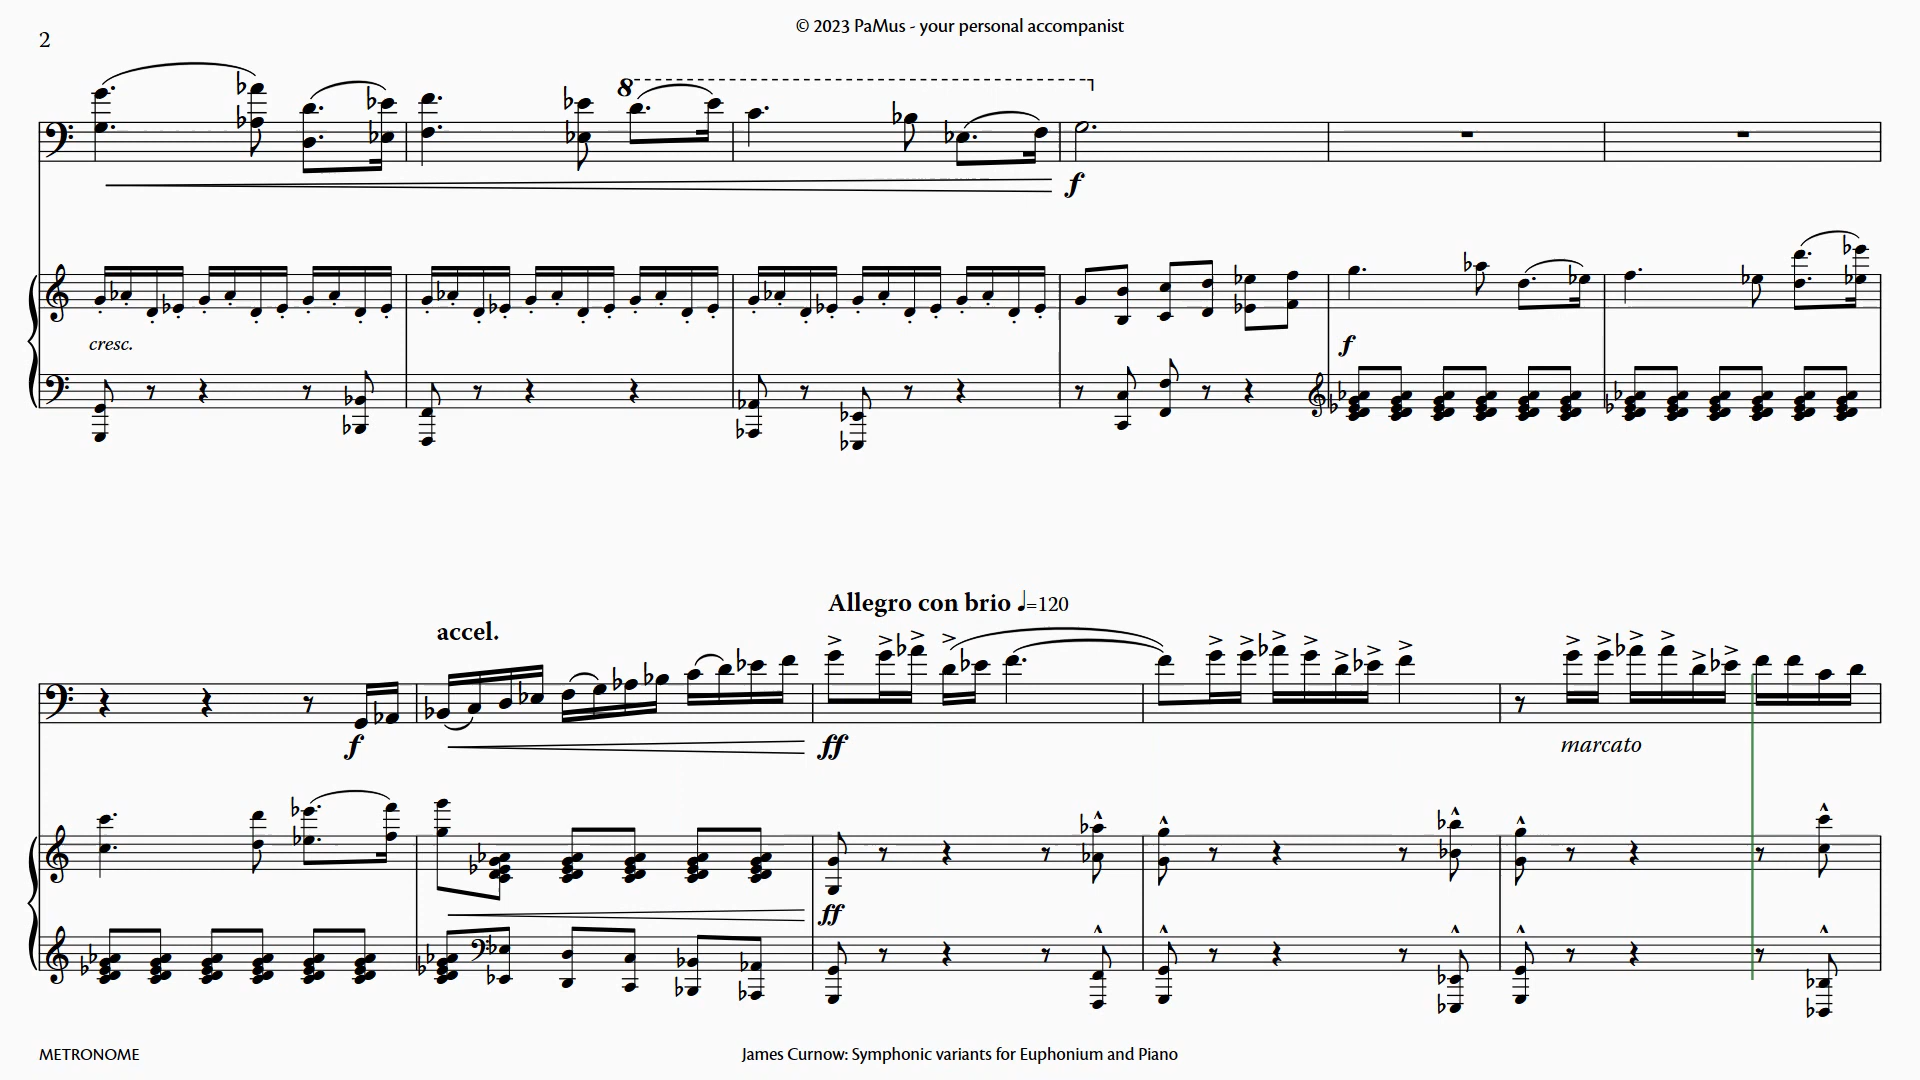 © 2023 PaMus - your personal accompanist
2
8
f
cresc.
f
Allegro con brio ♩=120
accel.
f
ff
marcato
ff
METRONOME
James Curnow: Symphonic variants for Euphonium and Piano